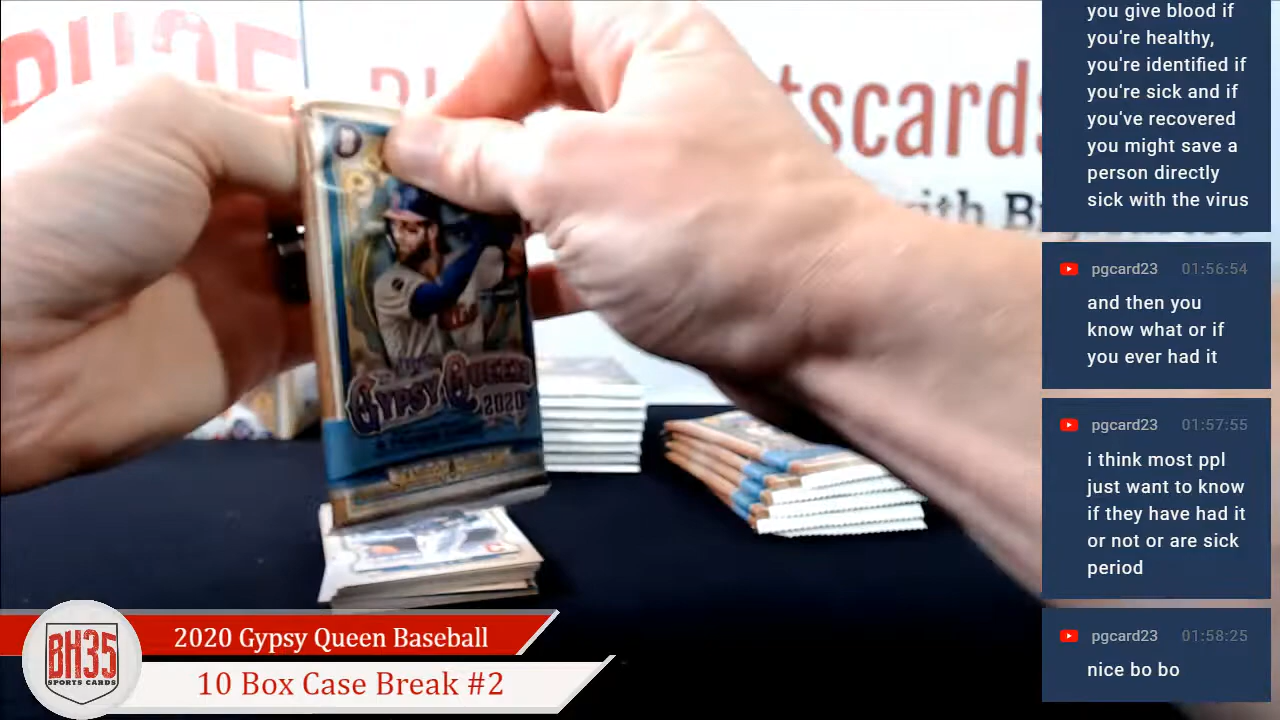 you give blood if
you're healthy,
you're identified if
you're sick and if
you've recovered
you might save a
person directly
sick with the virus
pgcard23 01:56:54
and then you
know what or if
you ever had it
pgcard23 01:57:55
i think most ppl
just want to know
if they have had it
or not or are sick
period
pgcard23 01:58:25
nice bo bo
BH35
tscards
with
GYPSY QUEEN
2020
2020 Gypsy Queen Baseball
10 Box Case Break #2
BH35
SPORTS CARDS